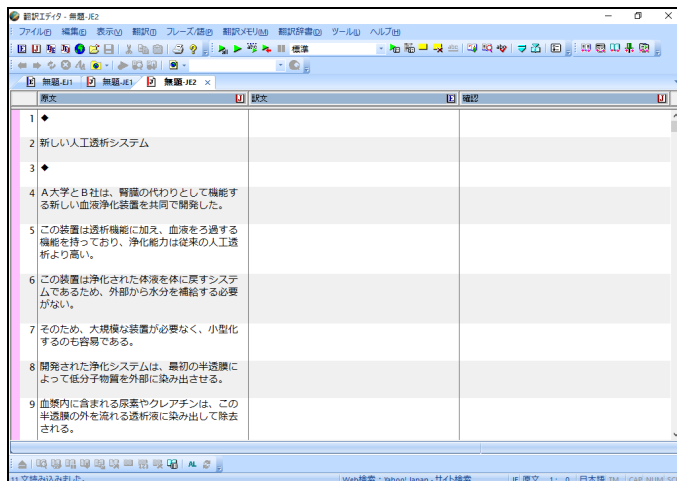 翻訳エディタ - 無題-JE2
ファイル(F) 編集(E) 表示(V) 翻訳(T) フレーズ/語(P) 翻訳メモリ(M) 翻訳辞書(D) ツール(L) ヘルプ(H)
標準
無題-EJ1 無題-JE1 無題-JE2 ×
原文 J 訳文 E 確認 J
1 ◆
2 新しい人工透析システム
3 ◆
4 A大学とB社は、腎臓の代わりとして機能す
る新しい血液浄化装置を共同で開発した。
5 この装置は透析機能に加え、血液をろ過する
機能を持っており、浄化能力は従来の人工透
析より高い。
6 この装置は浄化された体液を体に戻すシステ
ムであるため、外部から水分を補給する必要
がない。
7 そのため、大規模な装置が必要なく、小型化
するのも容易である。
8 開発された浄化システムは、最初の半透膜に
よって低分子物質を外部に染み出させる。
9 血漿内に含まれる尿素やクレアチンは、この
半透膜の外を流れる透析液に染み出して除去
される。
AL
文読み込みました。 Web検索：Yahoo! Japan - サイト検索 JE 原文 1: 0 日本語 TM CAP NUM